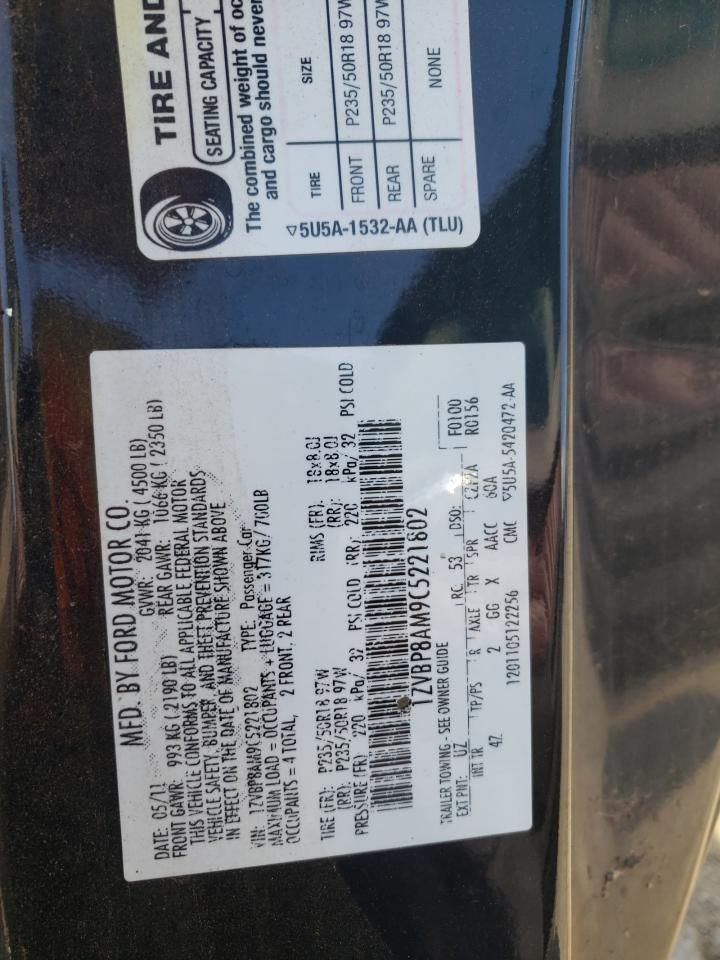 TIRE AND
SEATING CAPACITY
The combined weight of oc
and cargo should never
TIRE SIZE
FRONT P235/50R18 97W
REAR P235/50R18 97W
SPARE NONE
5U5A-1532-AA (TLU)
MFD. BY FORD MOTOR CO.
DATE: 05/11 GVWR: 2041 KG ( 4500 LB)
FRONT GAWR: 993 KG ( 2190 LB) REAR GAWR: 1066 KG ( 2350 LB)
THIS VEHICLE CONFORMS TO ALL APPLICABLE FEDERAL MOTOR
VEHICLE SAFETY, BUMPER, AND THEFT PREVENTION STANDARDS
IN EFFECT ON THE DATE OF MANUFACTURE SHOWN ABOVE
VIN: 1ZVBP8AM9C5221802 TYPE: Passenger Car
MAXIMUM LOAD = OCCUPANTS + LUGGAGE = 317KG/ 700LB
OCCUPANTS = 4 TOTAL, 2 FRONT, 2 REAR
TIRE (FR): P235/50R18 97W RIMS (FR): 18x8.0J
(RR): P235/50R18 97W (RR): 18x8.0J
PRESSURE (FR): 220 kPa/ 32 PSI COLD (RR): 220 kPa/ 32 PSI COLD
1ZVBP8AM9C5221802
TRAILER TOWING - SEE OWNER GUIDE
EXT PNT: UZ RC: 53 DSO: F0100
INT TR TP/PS R AXLE TR SPR C2A2A R0156
4Z 2 GG X AACC 60A
12011105122256 CMC 5U5A-5420472-AA